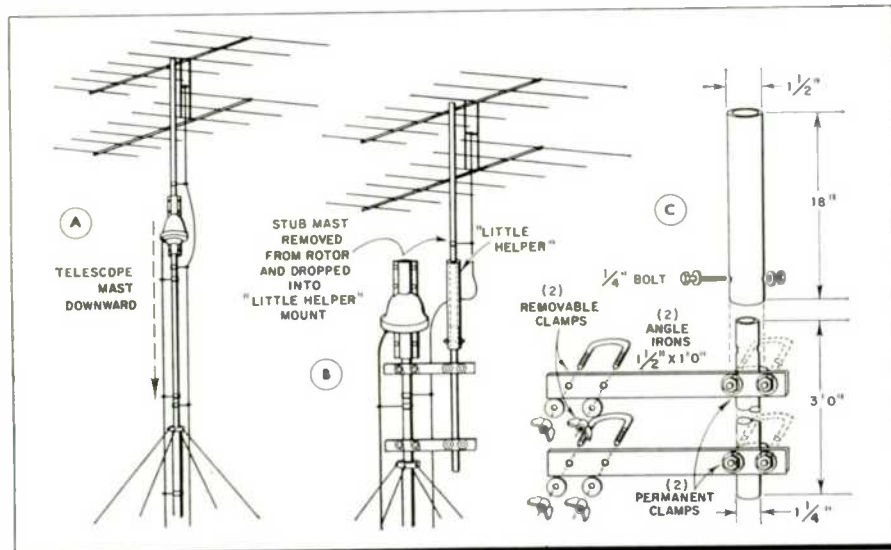 A
TELESCOPE
MAST
DOWNWARD
STUB MAST
REMOVED
FROM ROTOR
AND DROPPED
INTO
"LITTLE HELPER"
MOUNT
"LITTLE
HELPER"
B
C
1 1/2"
18"
1/4" BOLT
(2)
REMOVABLE
CLAMPS
(2)
ANGLE
IRONS
1 1/2" X 1'0"
3'0"
(2)
PERMANENT
CLAMPS
1 1/4"